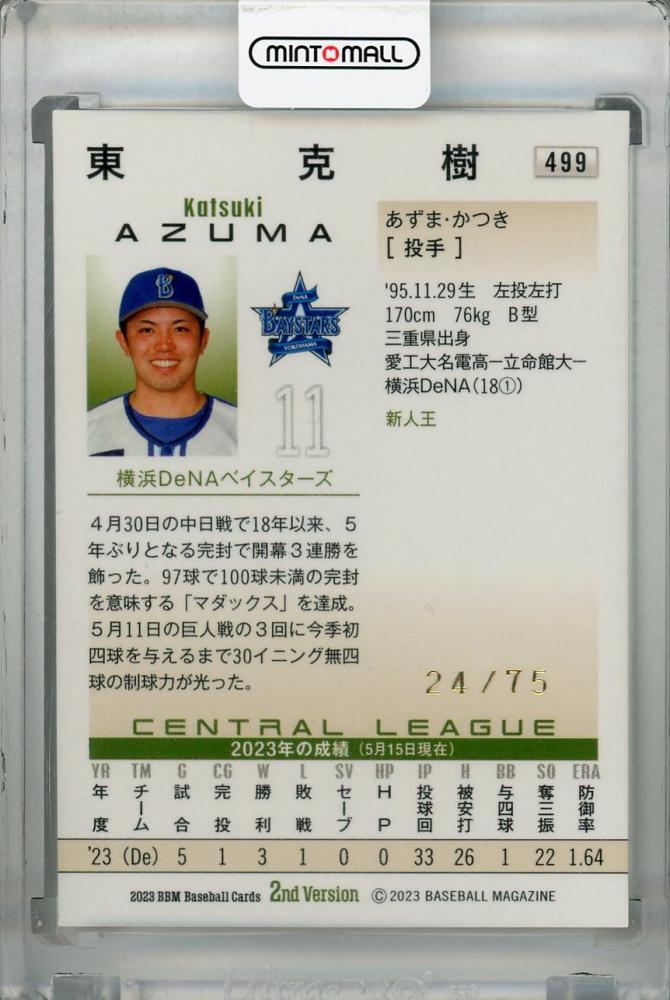 MINT MALL
東 克 樹
499
Katsuki
AZUMA
あずま・かつき
[ 投手 ]
'95.11.29生 左投左打
170cm 76kg B型
三重県出身
愛工大名電高ー立命館大ー
横浜DeNA(18①)
新人王
B
DeNA
BAYSTARS
YOKOHAMA
11
横浜DeNAベイスターズ
4月30日の中日戦で18年以来、5
年ぶりとなる完封で開幕3連勝を
飾った。97球で100球未満の完封
を意味する「マダックス」を達成。
5月11日の巨人戦の3回に今季初
四球を与えるまで30イニング無四
球の制球力が光った。
24/75
CENTRAL LEAGUE
2023年の成績(5月15日現在)
YR TM G CG W L SV HP IP H BB SO ERA
年度 チーム 試合 完投 勝利 敗戦 セーブ HP 投球回 被安打 与四球 奪三振 防御率
'23 (De) 5 1 3 1 0 0 33 26 1 22 1.64
2023 BBM Baseball Cards 2nd Version ©2023 BASEBALL MAGAZINE